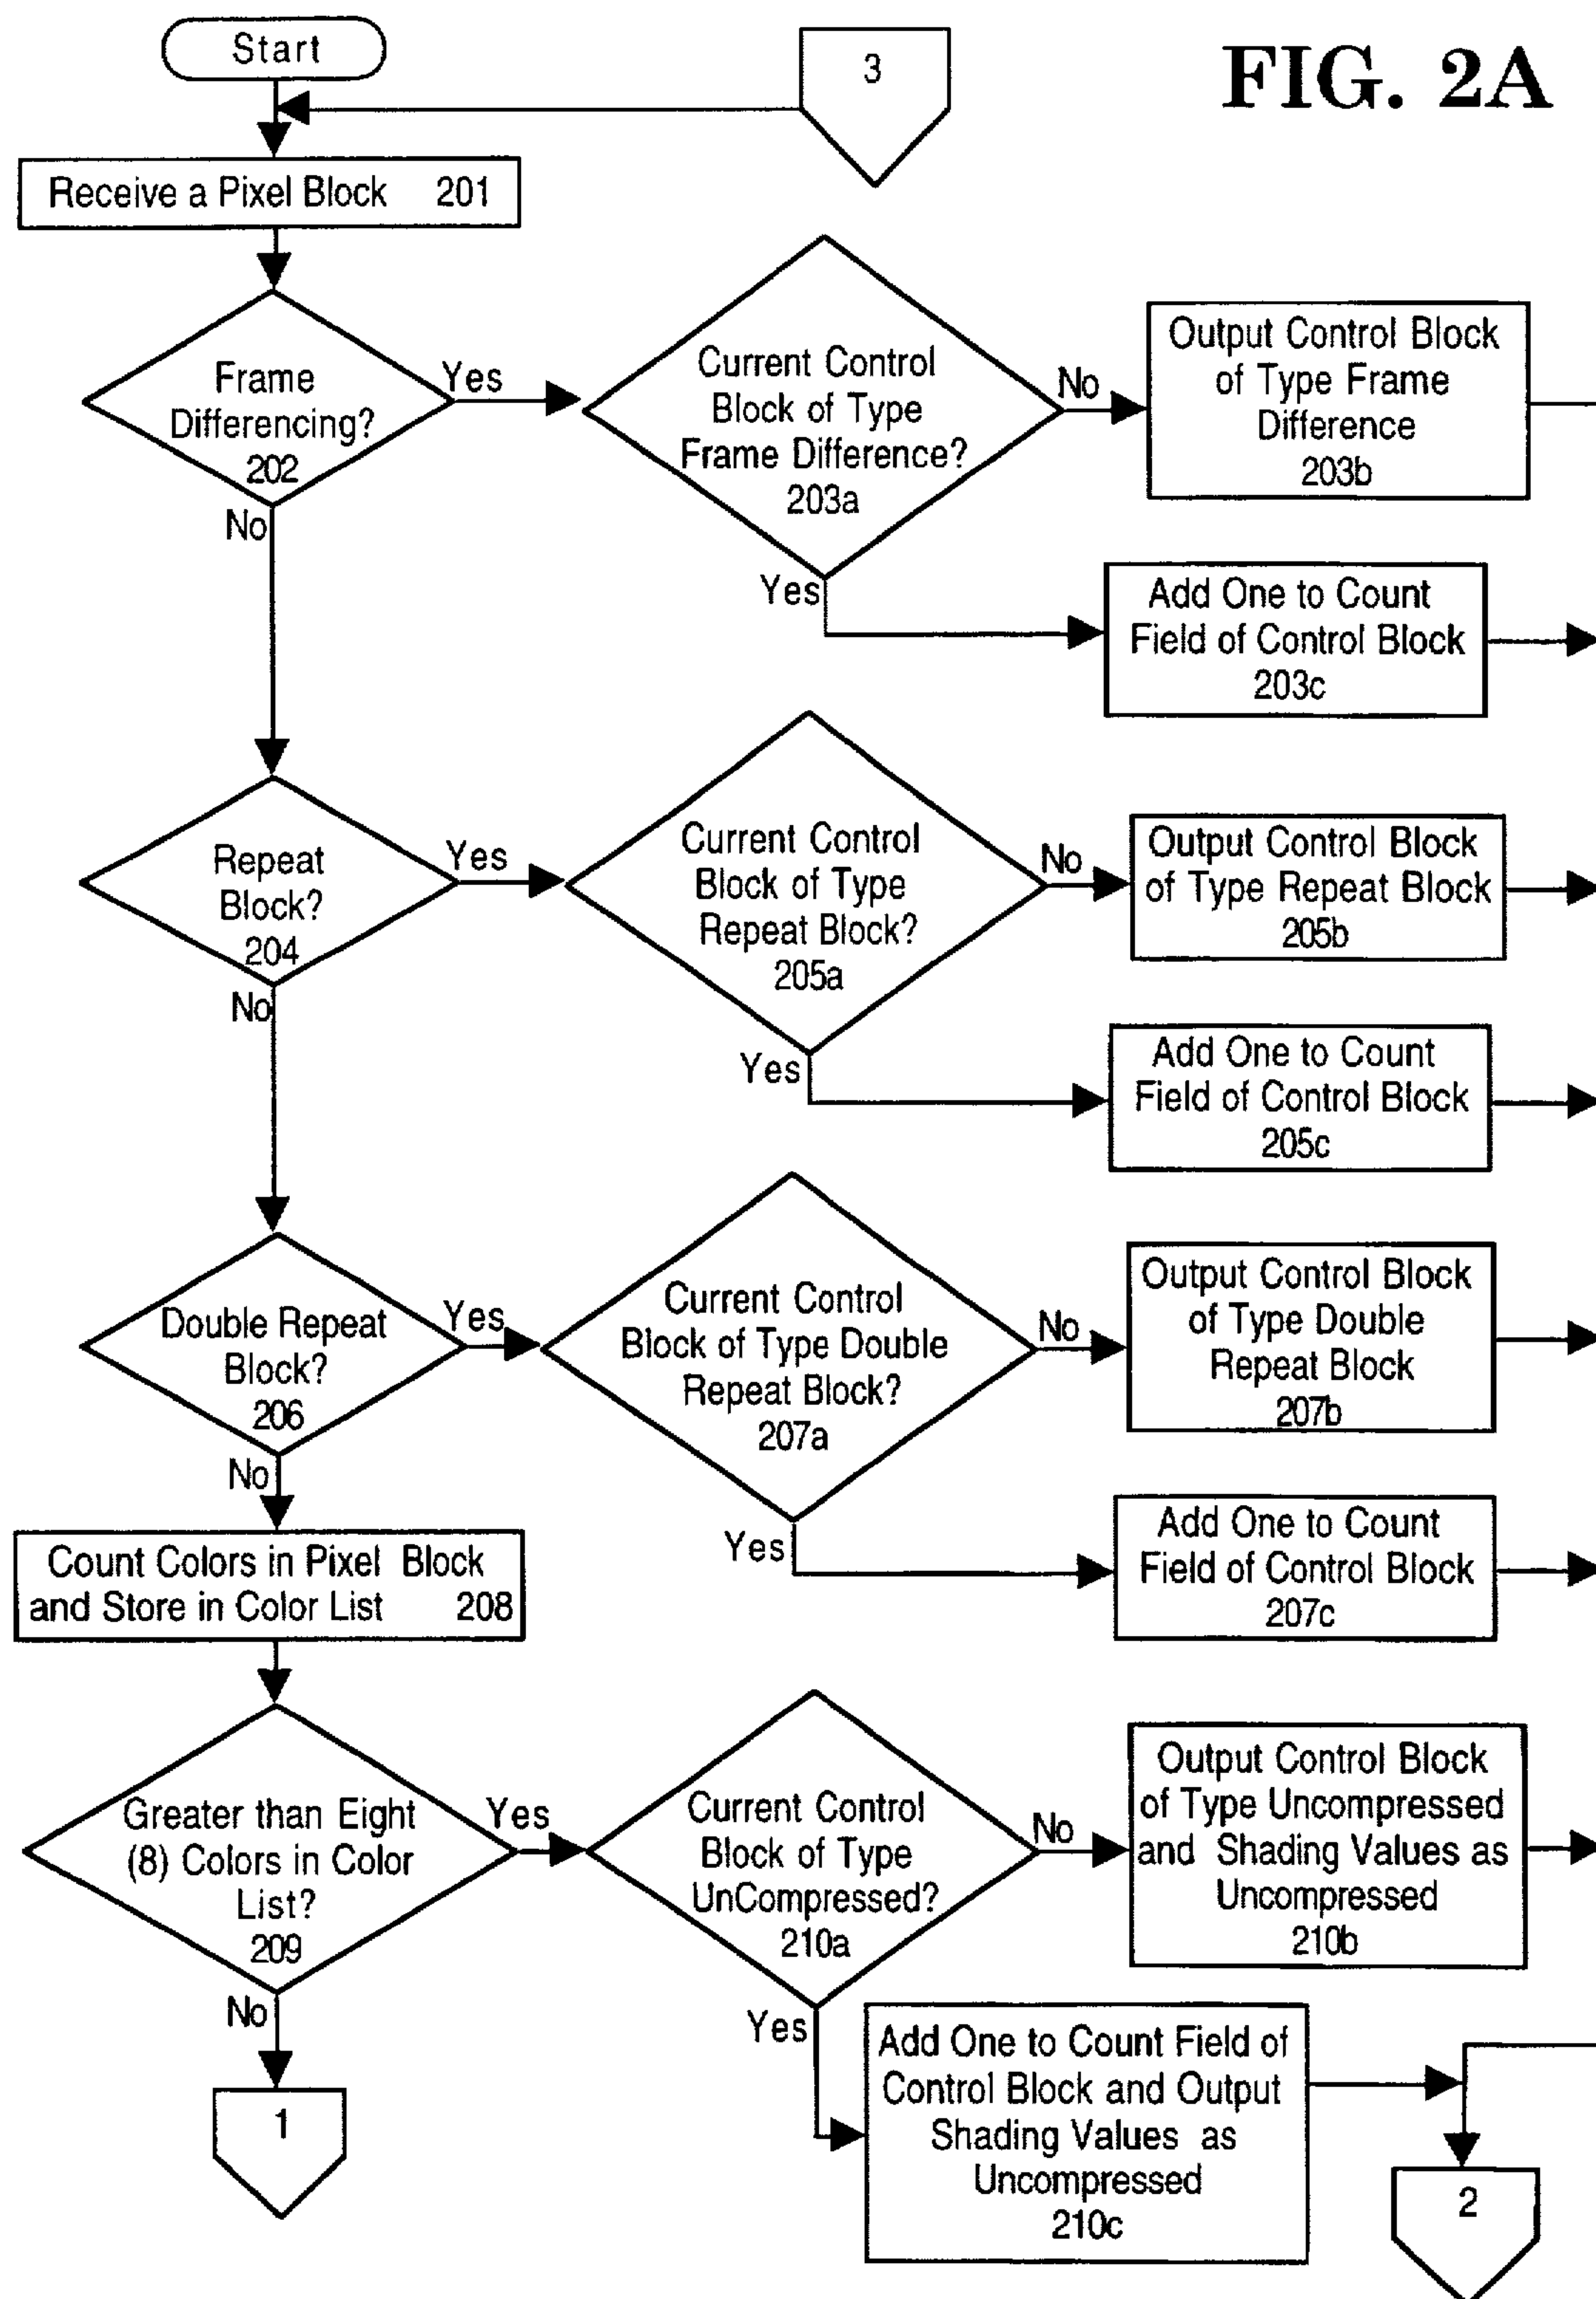 Start
3
FIG. 2A
Receive a Pixel Block 201
Frame
Differencing?
202
Yes
No
Current Control
Block of Type
Frame Difference?
203a
No
Yes
Output Control Block
of Type Frame
Difference
203b
Add One to Count
Field of Control Block
203c
Repeat
Block?
204
Yes
No
Current Control
Block of Type
Repeat Block?
205a
No
Yes
Output Control Block
of Type Repeat Block
205b
Add One to Count
Field of Control Block
205c
Double Repeat
Block?
206
Yes
No
Current Control
Block of Type Double
Repeat Block?
207a
No
Yes
Output Control Block
of Type Double
Repeat Block
207b
Add One to Count
Field of Control Block
207c
Count Colors in Pixel Block
and Store in Color List 208
Greater than Eight
(8) Colors in Color
List?
209
Yes
No
Current Control
Block of Type
UnCompressed?
210a
No
Yes
Output Control Block
of Type Uncompressed
and Shading Values as
Uncompressed
210b
Add One to Count Field of
Control Block and Output
Shading Values as
Uncompressed
210c
1
2